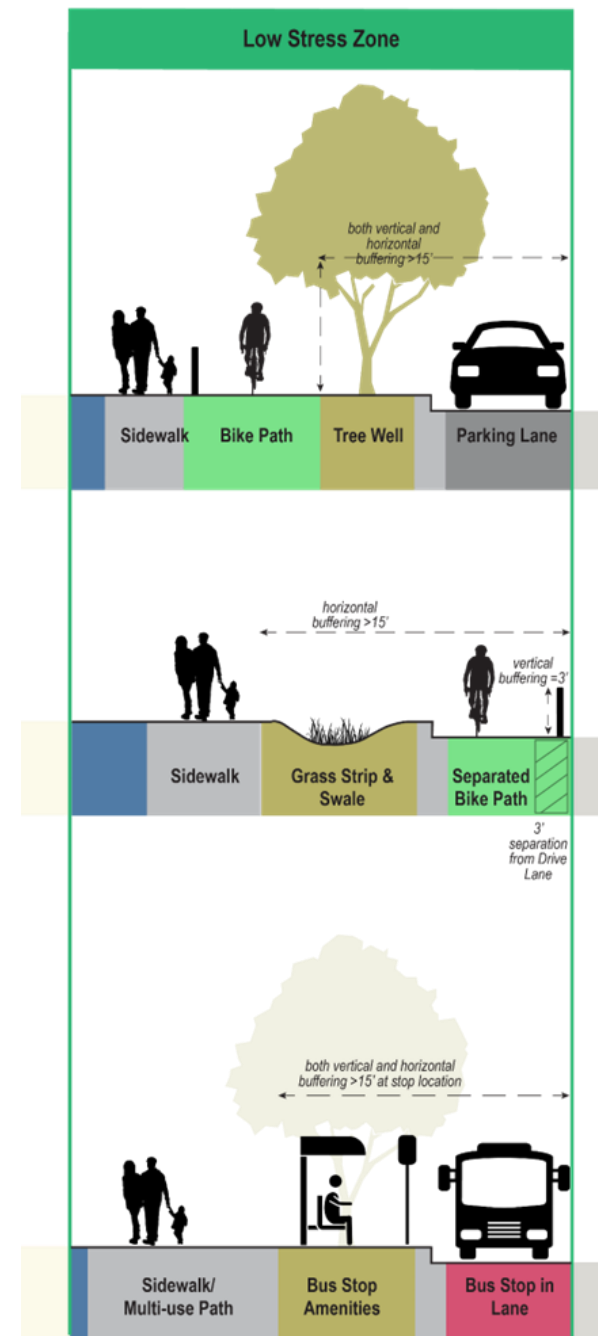 Low Stress Zone
both vertical and
horizontal
buffering >15'
Sidewalk
Bike Path
Tree Well
Parking Lane
horizontal
buffering >15'
vertical
buffering =3'
Sidewalk
Grass Strip &
Swale
Separated
Bike Path
3'
separation
from Drive
Lane
both vertical and horizontal
buffering >15' at stop location
Sidewalk/
Multi-use Path
Bus Stop
Amenities
Bus Stop in
Lane